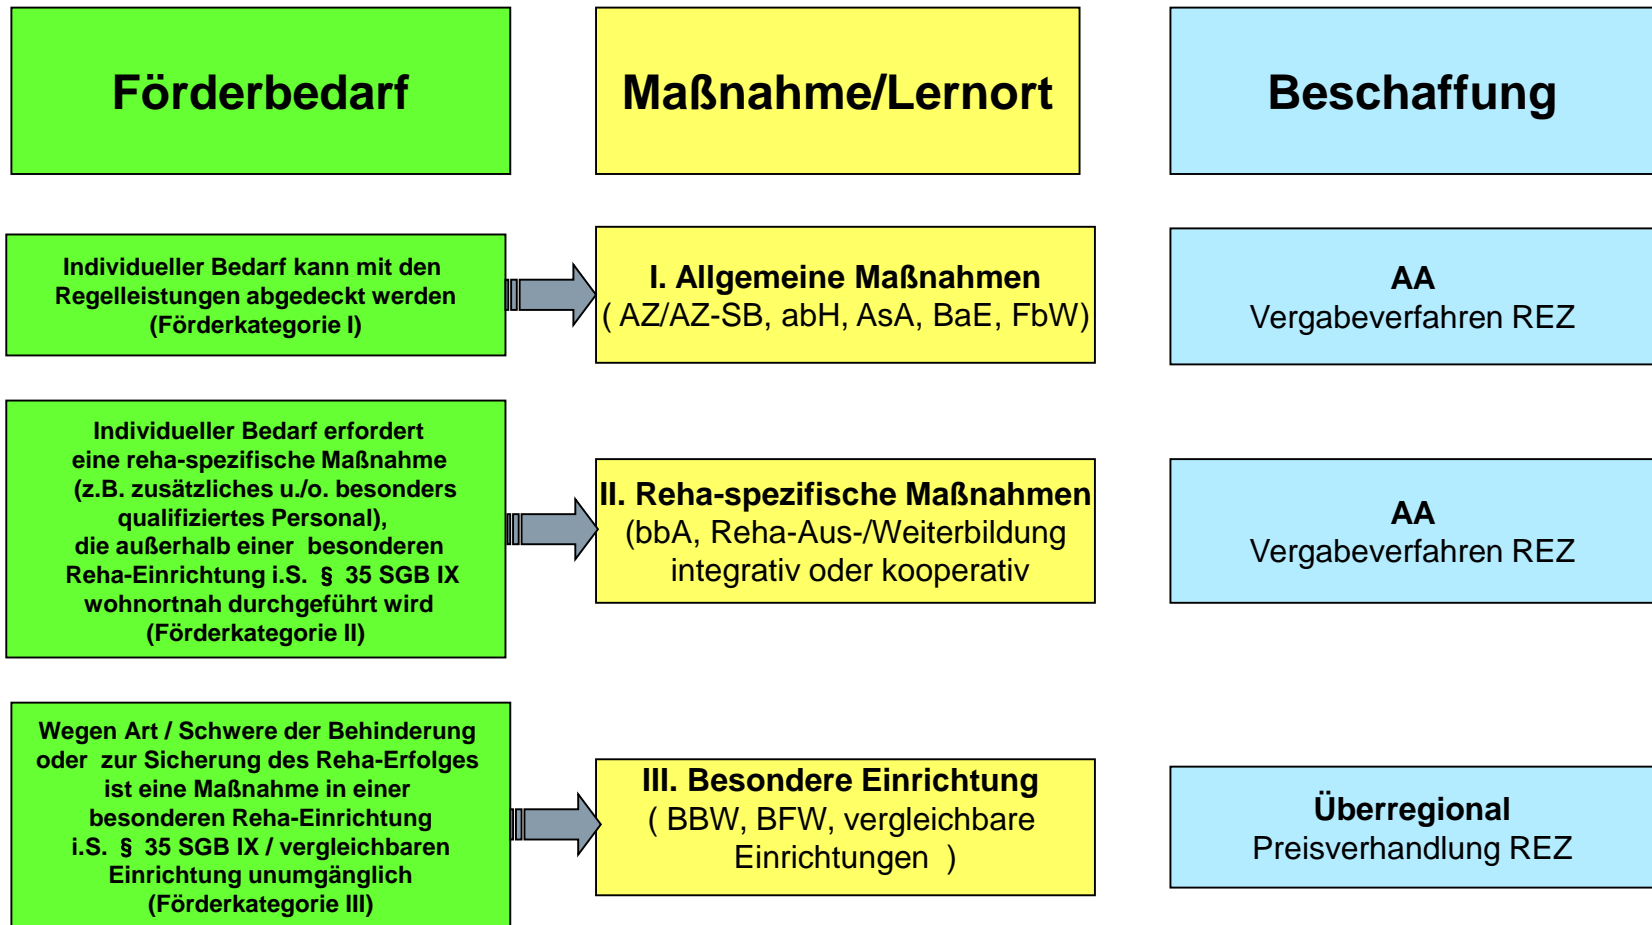 Förderbedarf
Maßnahme/Lernort
Beschaffung
Individueller Bedarf kann mit den
Regelleistungen abgedeckt werden
(Förderkategorie I)
I. Allgemeine Maßnahmen
( AZ/AZ-SB, abH, AsA, BaE, FbW)
AA
Vergabeverfahren REZ
Individueller Bedarf erfordert
eine reha-spezifische Maßnahme
(z.B. zusätzliches u./o. besonders
qualifiziertes Personal),
die außerhalb einer besonderen
Reha-Einrichtung i.S. § 35 SGB IX
wohnortnah durchgeführt wird
(Förderkategorie II)
II. Reha-spezifische Maßnahmen
(bbA, Reha-Aus-/Weiterbildung
integrativ oder kooperativ
AA
Vergabeverfahren REZ
Wegen Art / Schwere der Behinderung
oder zur Sicherung des Reha-Erfolges
ist eine Maßnahme in einer
besonderen Reha-Einrichtung
i.S. § 35 SGB IX / vergleichbaren
Einrichtung unumgänglich
(Förderkategorie III)
III. Besondere Einrichtung
( BBW, BFW, vergleichbare
Einrichtungen )
Überregional
Preisverhandlung REZ